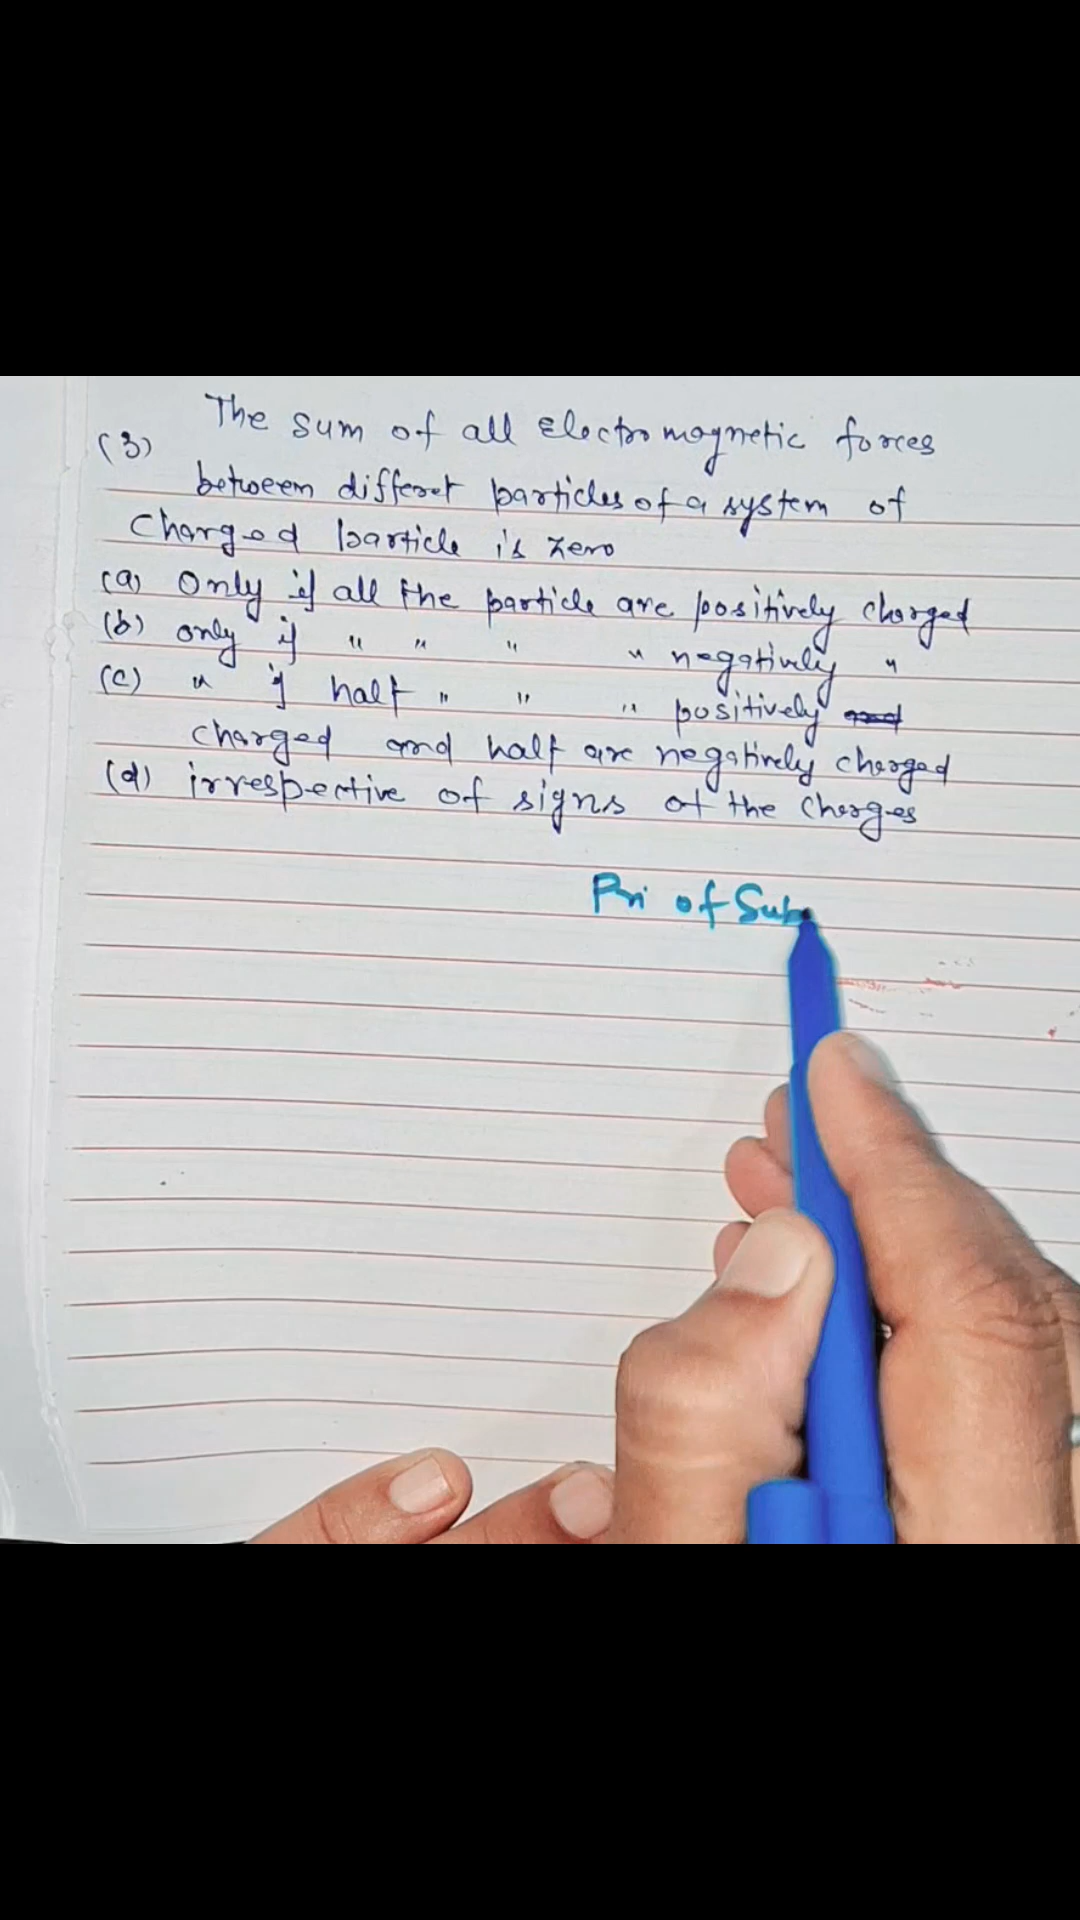 The sum of all Electromagnetic forces
(3)
between differet particles of a system of
charged particle is zero
(a) Only if all the particle are positively charged
(b) only if " " " " negatively "
(c) " if half " " " positively
charged and half are negatively charged
(d) irrespective of signs of the charges
Pri of Sup